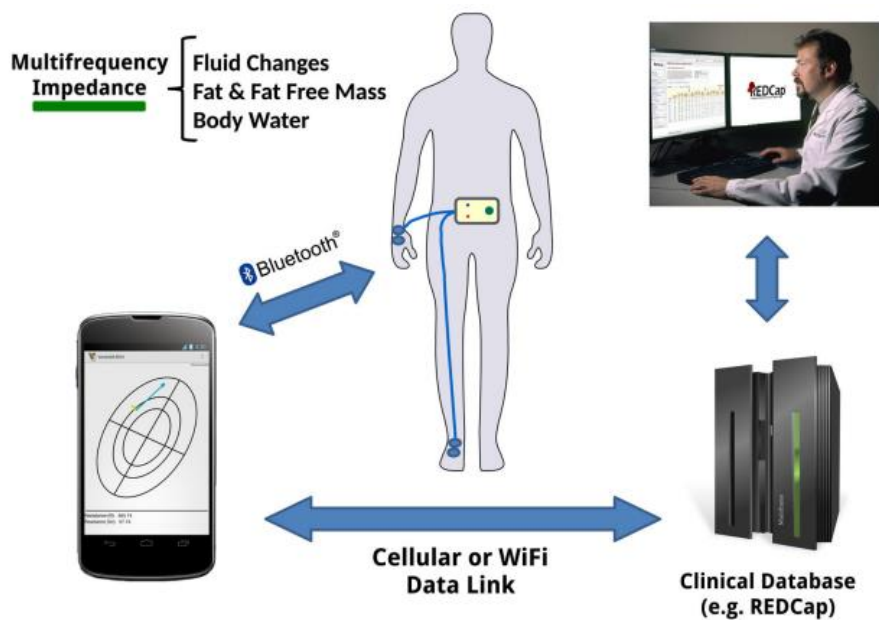 Multifrequency
Impedance
Fluid Changes
Fat & Fat Free Mass
Body Water
REDCap
Bluetooth®
Cellular or WiFi
Data Link
Clinical Database
(e.g. REDCap)